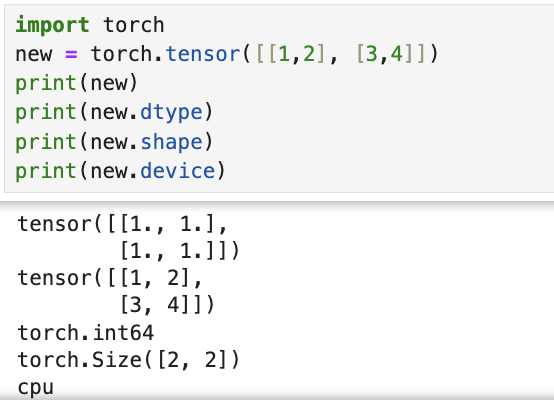 import torch
new = torch.tensor([[1,2], [3,4]])
print(new)
print(new.dtype)
print(new.shape)
print(new.device)
tensor([[1., 1.],
        [1., 1.]])
tensor([[1, 2],
        [3, 4]])
torch.int64
torch.Size([2, 2])
cpu